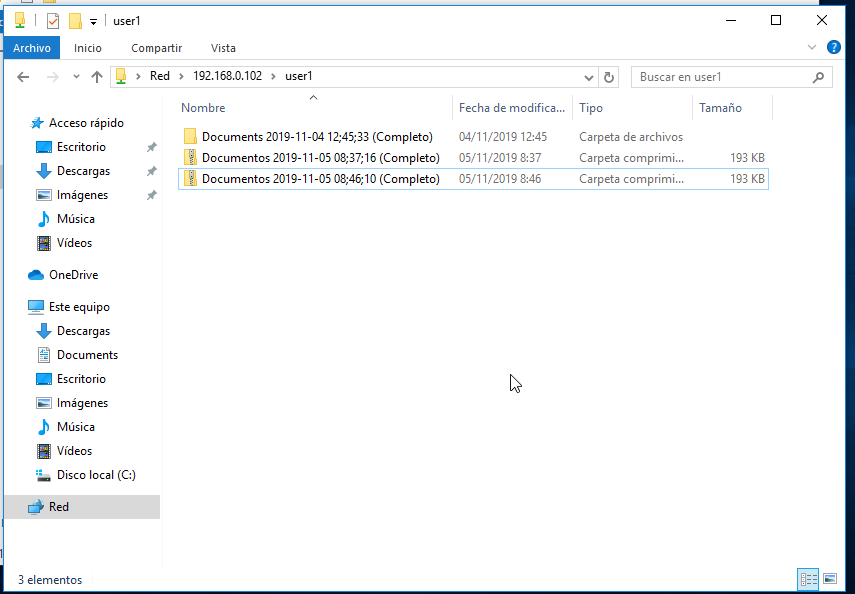 user1
Archivo Inicio Compartir Vista
Red 192.168.0.102 user1 Buscar en user1
Nombre Fecha de modifica... Tipo Tamaño
Documents 2019-11-04 12;45;33 (Completo) 04/11/2019 12:45 Carpeta de archivos
Documentos 2019-11-05 08;37;16 (Completo) 05/11/2019 8:37 Carpeta comprimi... 193 KB
Documentos 2019-11-05 08;46;10 (Completo) 05/11/2019 8:46 Carpeta comprimi... 193 KB
Acceso rápido
Escritorio
Descargas
Imágenes
Música
Vídeos
OneDrive
Este equipo
Descargas
Documents
Escritorio
Imágenes
Música
Vídeos
Disco local (C:)
Red
3 elementos